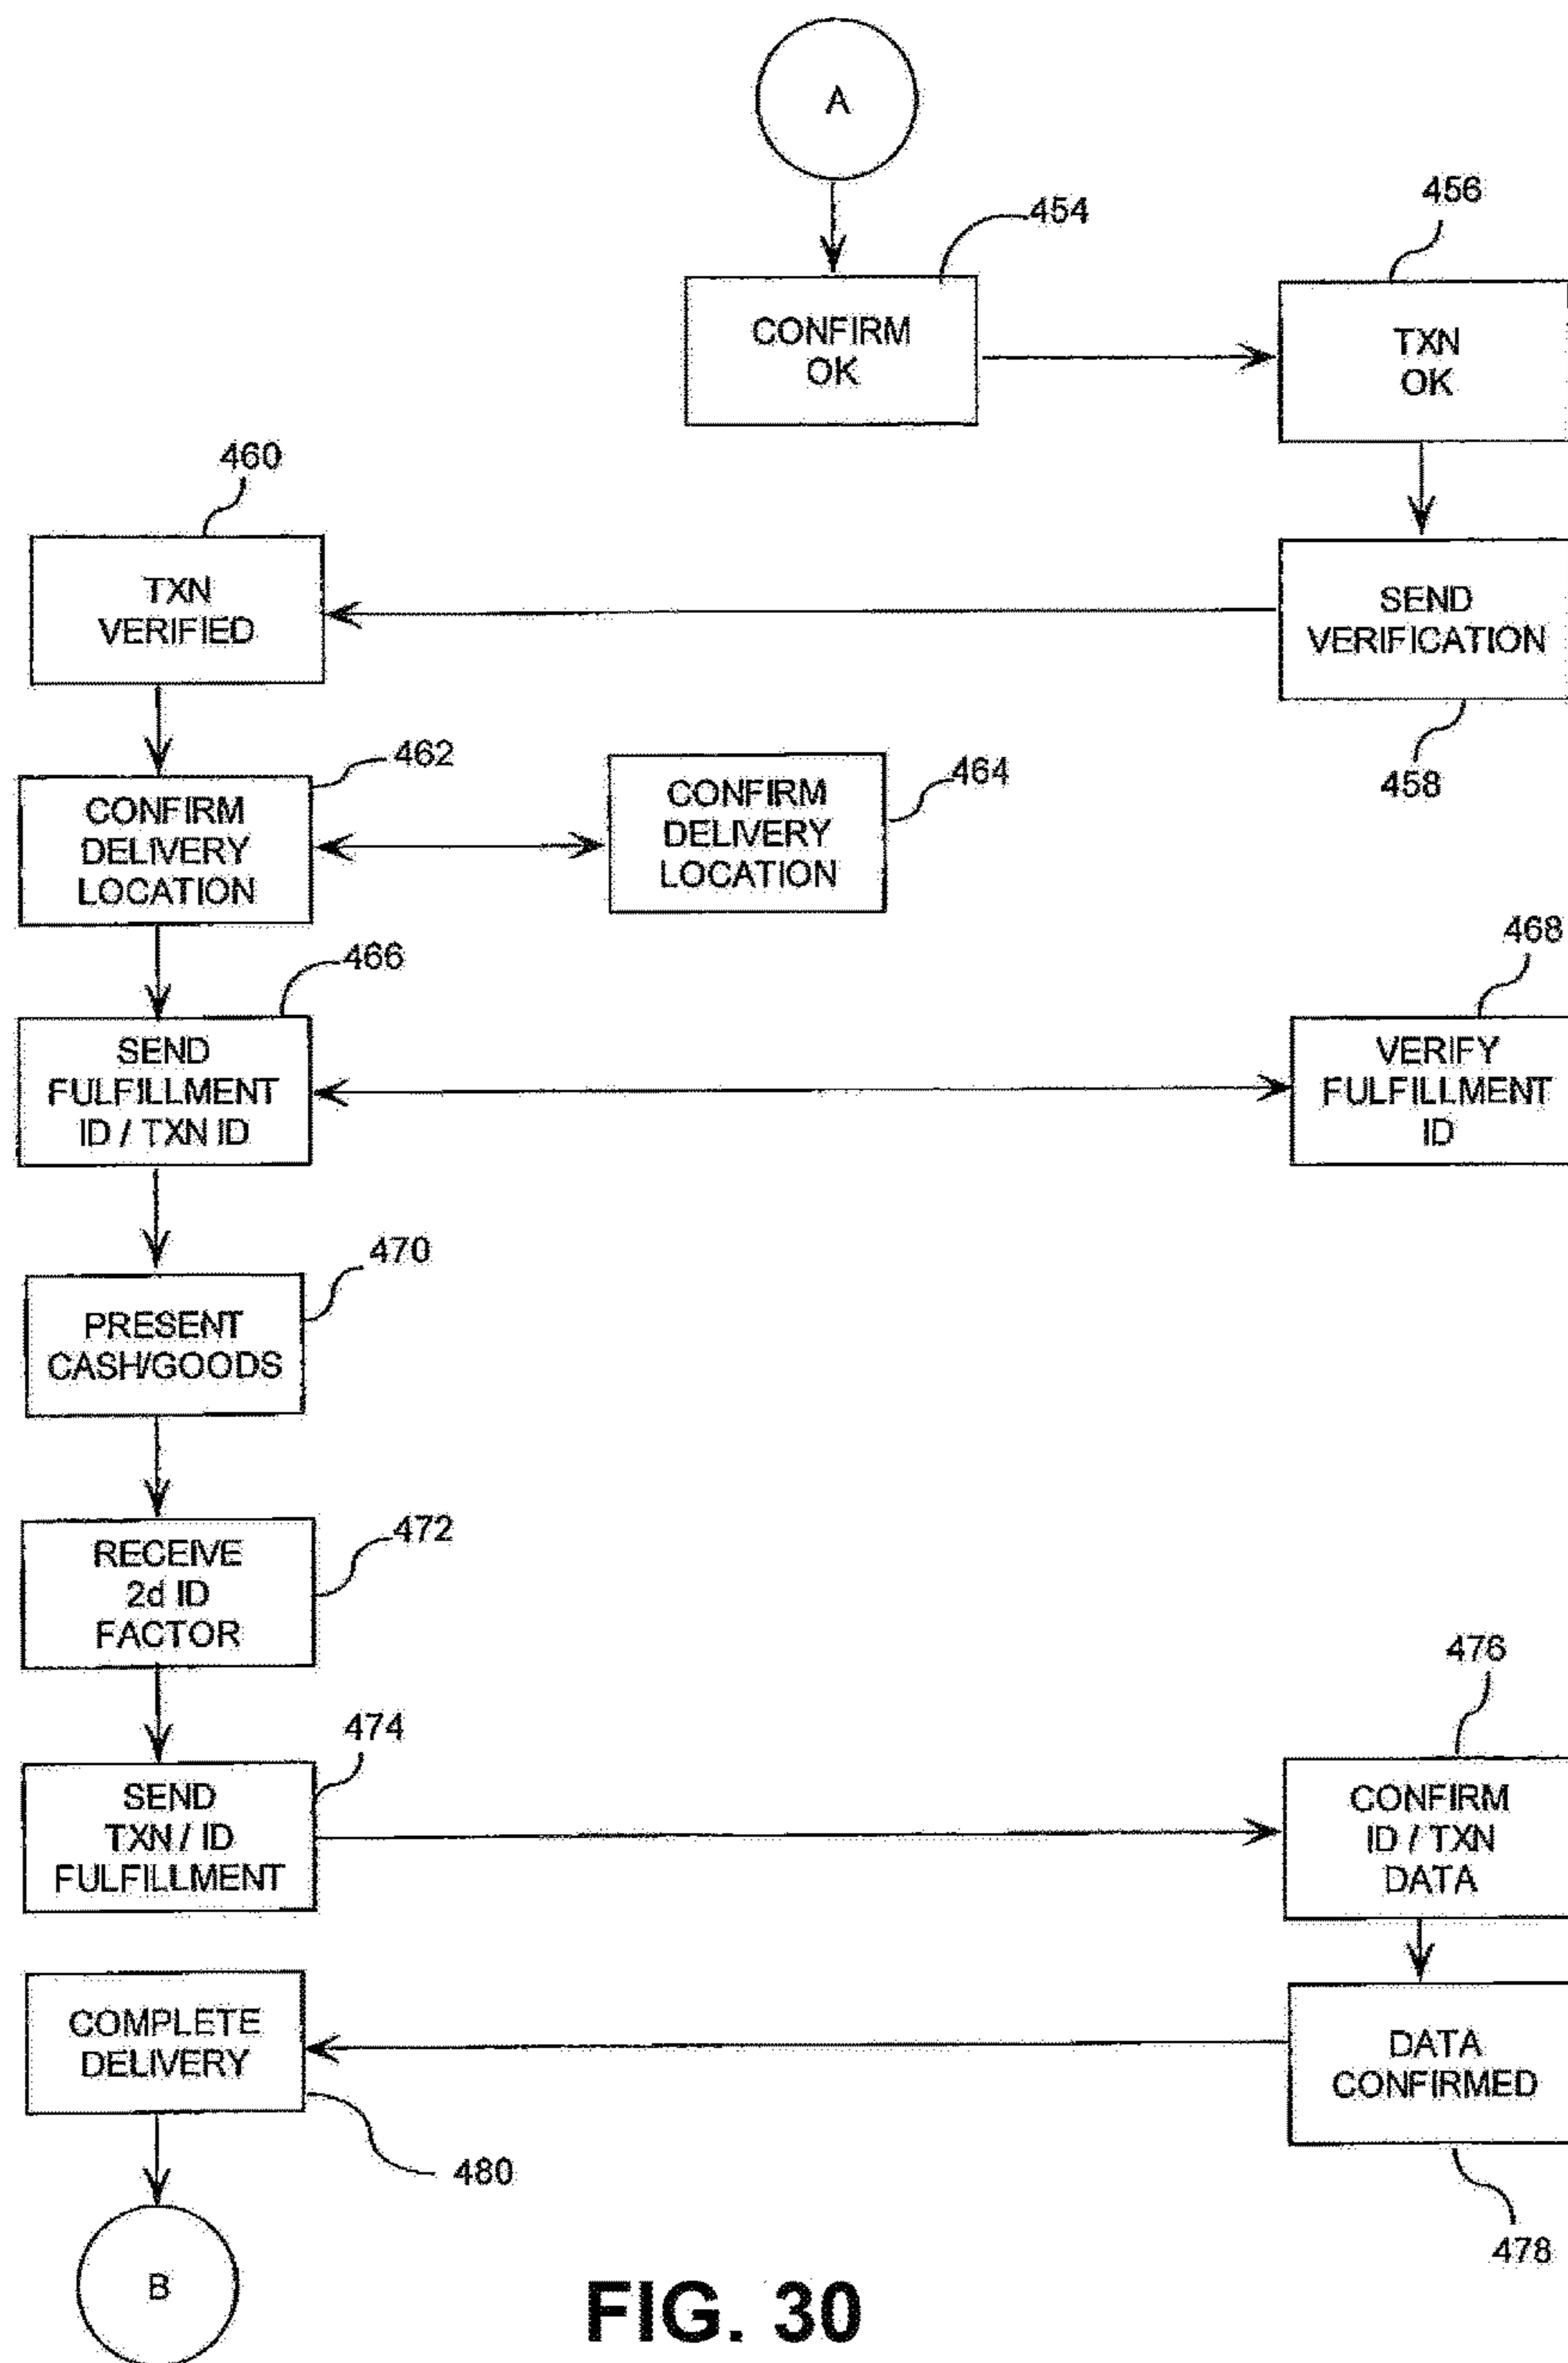 A
454
456
CONFIRM
OK
TXN
OK
460
TXN
VERIFIED
SEND
VERIFICATION
458
462
CONFIRM
DELIVERY
LOCATION
464
CONFIRM
DELIVERY
LOCATION
466
468
SEND
FULFILLMENT
ID / TXN ID
VERIFY
FULFILLMENT
ID
470
PRESENT
CASH/GOODS
472
RECEIVE
2d ID
FACTOR
474
476
SEND
TXN / ID
FULFILLMENT
CONFIRM
ID / TXN
DATA
COMPLETE
DELIVERY
480
DATA
CONFIRMED
478
B
FIG. 30